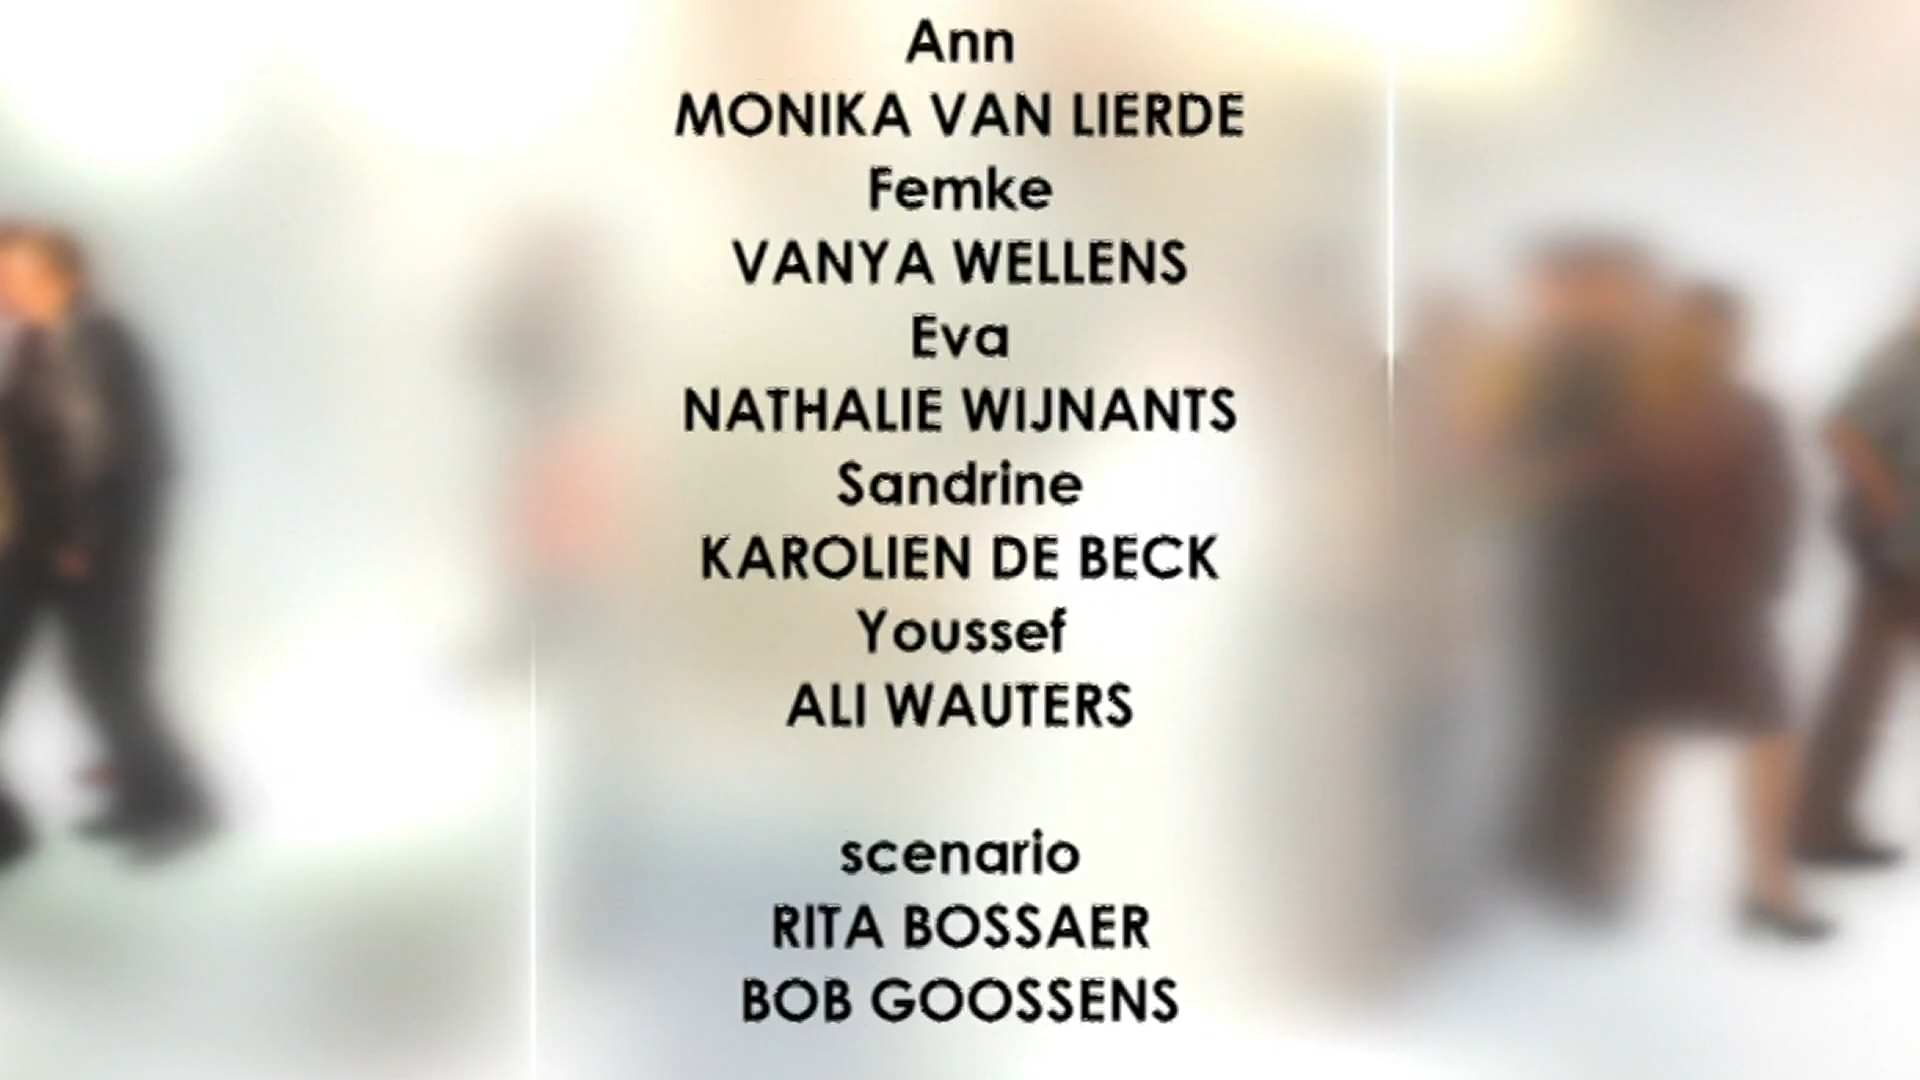 Ann
MONIKA VAN LIERDE
Femke
VANYA WELLENS
Eva
NATHALIE WIJNANTS
Sandrine
KAROLIEN DE BECK
Youssef
ALI WAUTERS
scenario
RITA BOSSAER
BOB GOOSSENS